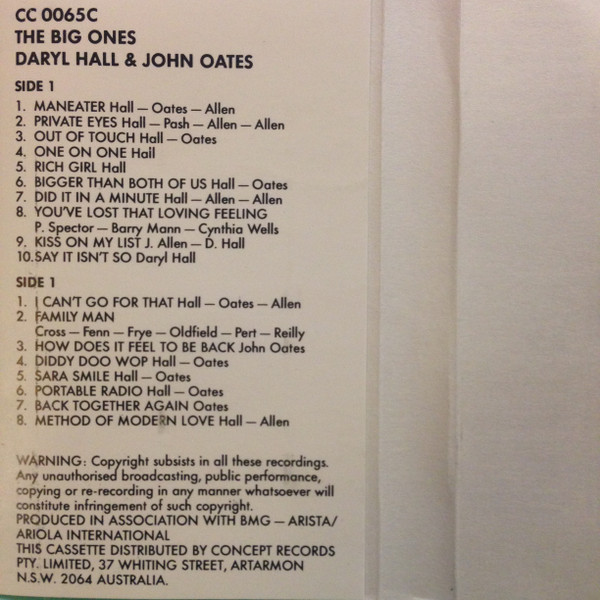 CC 0065C
THE BIG ONES
DARYL HALL & JOHN OATES
SIDE 1
1. MANEATER Hall – Oates – Allen
2. PRIVATE EYES Hall – Pash – Allen – Allen
3. OUT OF TOUCH Hall – Oates
4. ONE ON ONE Hall
5. RICH GIRL Hall
6. BIGGER THAN BOTH OF US Hall – Oates
7. DID IT IN A MINUTE Hall – Allen – Allen
8. YOU'VE LOST THAT LOVING FEELING
P. Spector – Barry Mann – Cynthia Wells
9. KISS ON MY LIST J. Allen – D. Hall
10. SAY IT ISN'T SO Daryl Hall
SIDE 1
1. I CAN'T GO FOR THAT Hall – Oates – Allen
2. FAMILY MAN
Cross – Fenn – Frye – Oldfield – Pert – Reilly
3. HOW DOES IT FEEL TO BE BACK John Oates
4. DIDDY DOO WOP Hall – Oates
5. SARA SMILE Hall – Oates
6. PORTABLE RADIO Hall – Oates
7. BACK TOGETHER AGAIN Oates
8. METHOD OF MODERN LOVE Hall – Allen
WARNING: Copyright subsists in all these recordings.
Any unauthorised broadcasting, public performance,
copying or re-recording in any manner whatsoever will
constitute infringement of such copyright.
PRODUCED IN ASSOCIATION WITH BMG – ARISTA/
ARIOLA INTERNATIONAL
THIS CASSETTE DISTRIBUTED BY CONCEPT RECORDS
PTY. LIMITED, 37 WHITING STREET, ARTARMON
N.S.W. 2064 AUSTRALIA.